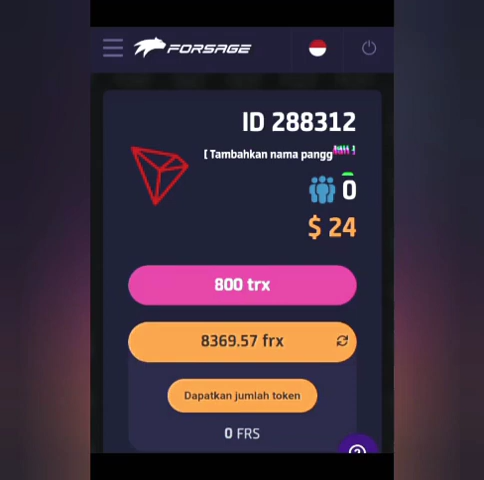 FORSAGE
ID 288312
[ Tambahkan nama pangg
0
$ 24
800 trx
8369.57 frx
Dapatkan jumlah token
0 FRS